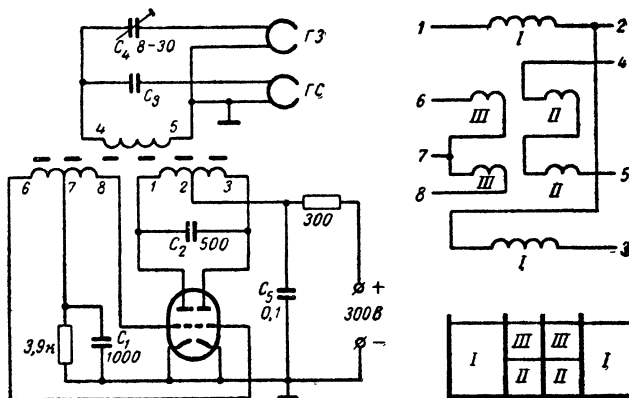 C₄ 8-30 ГЗ
C₃ ГС
4 5
6 7 8 1 2 3
C₂ 500
300
C₅ 0,1
+
300В
-
3,9к
C₁ 1000
1 I 2
4
6 III II
7
8 III II 5
I 3
I III III I
II II